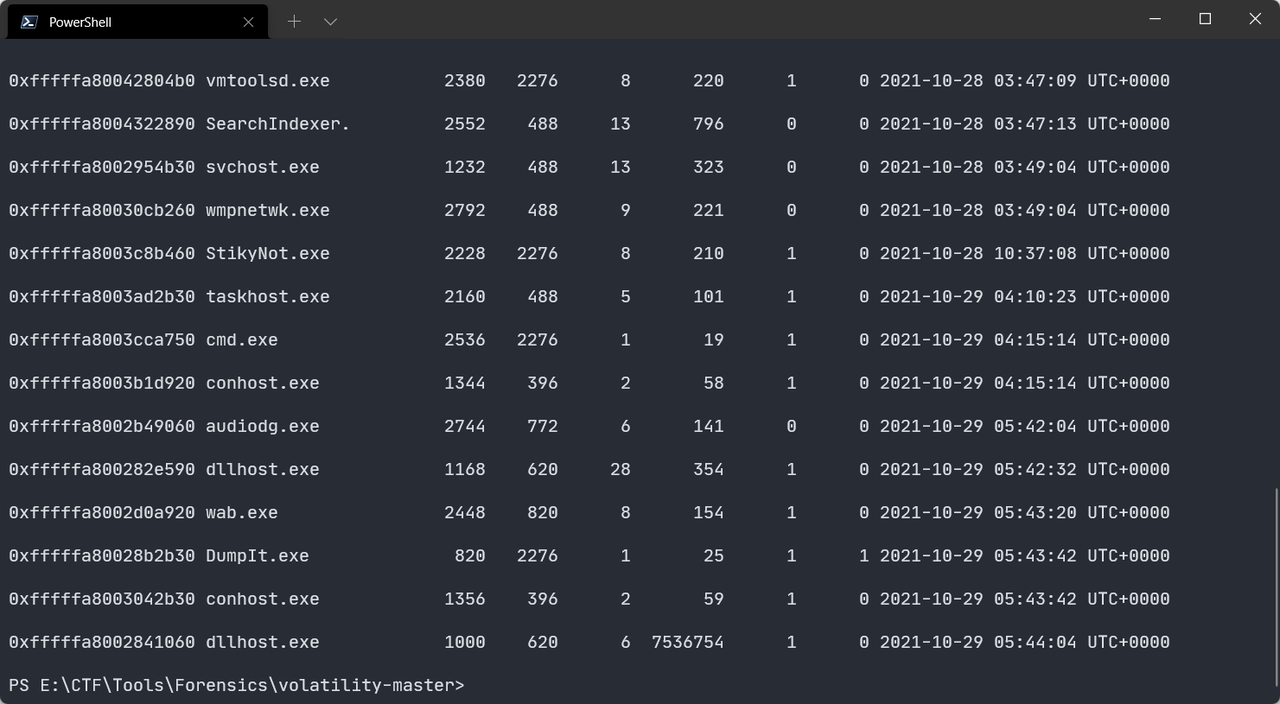 PowerShell
0xfffffa80042804b0 vmtoolsd.exe 2380 2276 8 220 1 0 2021-10-28 03:47:09 UTC+0000
0xfffffa8004322890 SearchIndexer. 2552 488 13 796 0 0 2021-10-28 03:47:13 UTC+0000
0xfffffa8002954b30 svchost.exe 1232 488 13 323 0 0 2021-10-28 03:49:04 UTC+0000
0xfffffa80030cb260 wmpnetwk.exe 2792 488 9 221 0 0 2021-10-28 03:49:04 UTC+0000
0xfffffa8003c8b460 StikyNot.exe 2228 2276 8 210 1 0 2021-10-28 10:37:08 UTC+0000
0xfffffa8003ad2b30 taskhost.exe 2160 488 5 101 1 0 2021-10-29 04:10:23 UTC+0000
0xfffffa8003cca750 cmd.exe 2536 2276 1 19 1 0 2021-10-29 04:15:14 UTC+0000
0xfffffa8003b1d920 conhost.exe 1344 396 2 58 1 0 2021-10-29 04:15:14 UTC+0000
0xfffffa8002b49060 audiodg.exe 2744 772 6 141 0 0 2021-10-29 05:42:04 UTC+0000
0xfffffa800282e590 dllhost.exe 1168 620 28 354 1 0 2021-10-29 05:42:32 UTC+0000
0xfffffa8002d0a920 wab.exe 2448 820 8 154 1 0 2021-10-29 05:43:20 UTC+0000
0xfffffa80028b2b30 DumpIt.exe 820 2276 1 25 1 1 2021-10-29 05:43:42 UTC+0000
0xfffffa8003042b30 conhost.exe 1356 396 2 59 1 0 2021-10-29 05:43:42 UTC+0000
0xfffffa8002841060 dllhost.exe 1000 620 6 7536754 1 0 2021-10-29 05:44:04 UTC+0000
PS E:\CTF\Tools\Forensics\volatility-master>